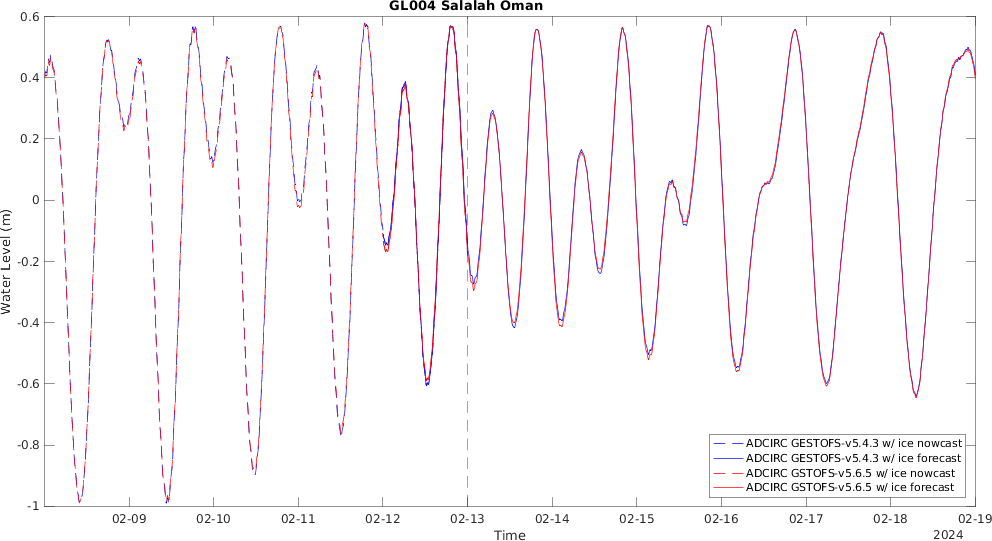 GL004 Salalah Oman
0.6
0.4
0.2
0
-0.2
-0.4
-0.6
-0.8
-1
Water Level (m)
ADCIRC GESTOFS-v5.4.3 w/ ice nowcast
ADCIRC GESTOFS-v5.4.3 w/ ice forecast
ADCIRC GSTOFS-v5.6.5 w/ ice nowcast
ADCIRC GSTOFS-v5.6.5 w/ ice forecast
02-09 02-10 02-11 02-12 02-13 02-14 02-15 02-16 02-17 02-18 02-19
Time
2024